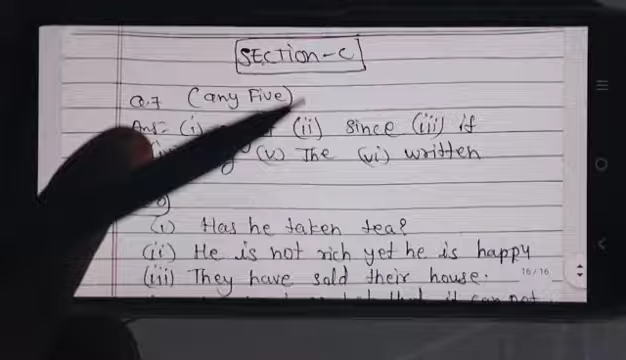 SECTION-C
Q.7 (any Five)
Ans= (i) (ii) since (iii) if
(v) The (vi) written
(i) Has he taken tea?
(ii) He is not rich yet he is happy
(iii) They have sold their house.
16/16